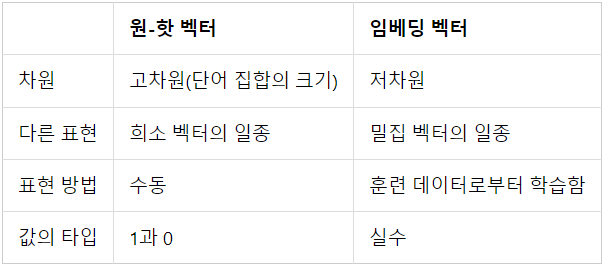 원-핫 벡터 임베딩 벡터
차원 고차원(단어 집합의 크기) 저차원
다른 표현 희소 벡터의 일종 밀집 벡터의 일종
표현 방법 수동 훈련 데이터로부터 학습함
값의 타입 1과 0 실수